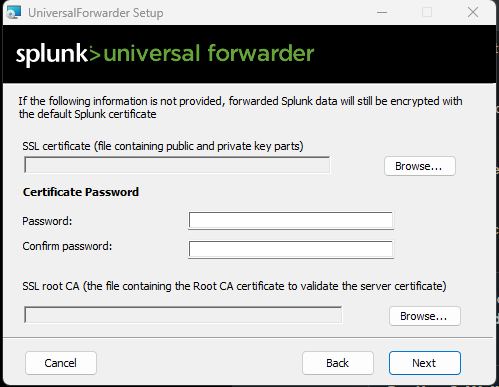 UniversalForwarder Setup
splunk> universal forwarder
If the following information is not provided, forwarded Splunk data will still be encrypted with
the default Splunk certificate
SSL certificate (file containing public and private key parts)
Browse...
Certificate Password
Password:
Confirm password:
SSL root CA (the file containing the Root CA certificate to validate the server certificate)
Browse...
Cancel
Back
Next